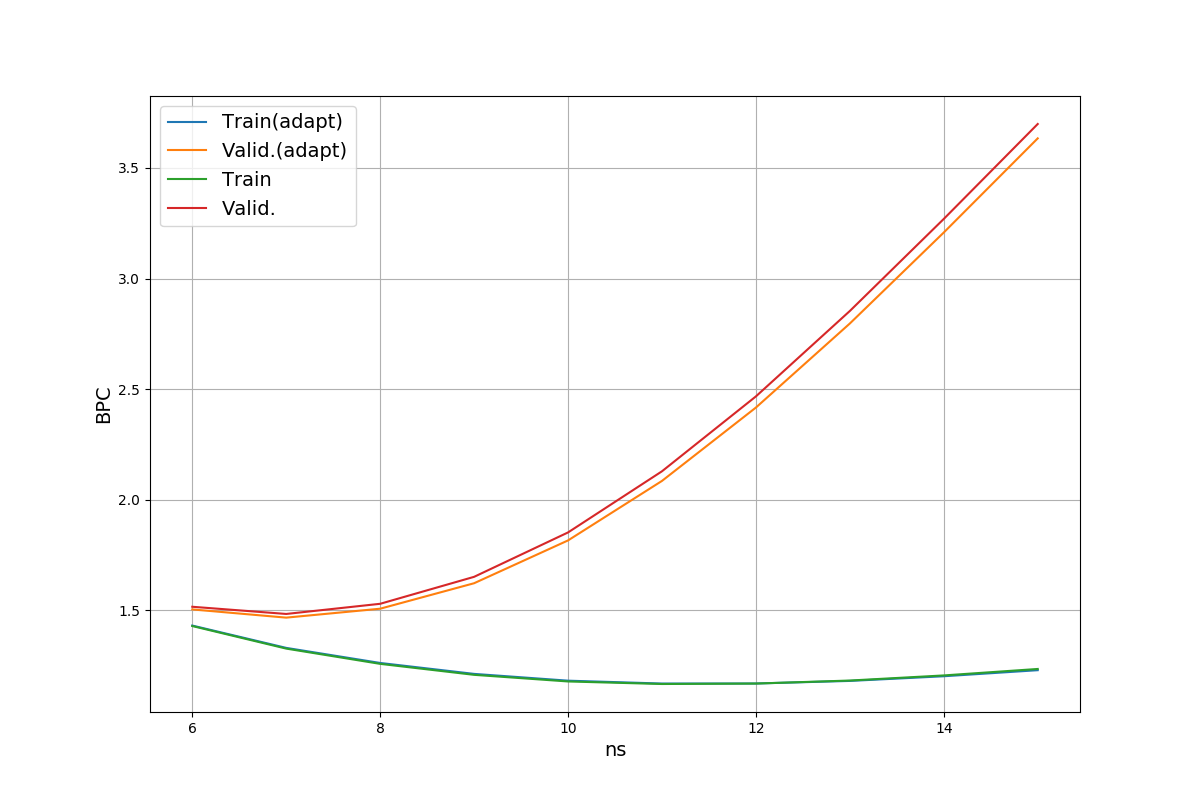 Train(adapt)
Valid.(adapt)
Train
Valid.
BPC
3.5
3.0
2.5
2.0
1.5
6 8 10 12 14
ns